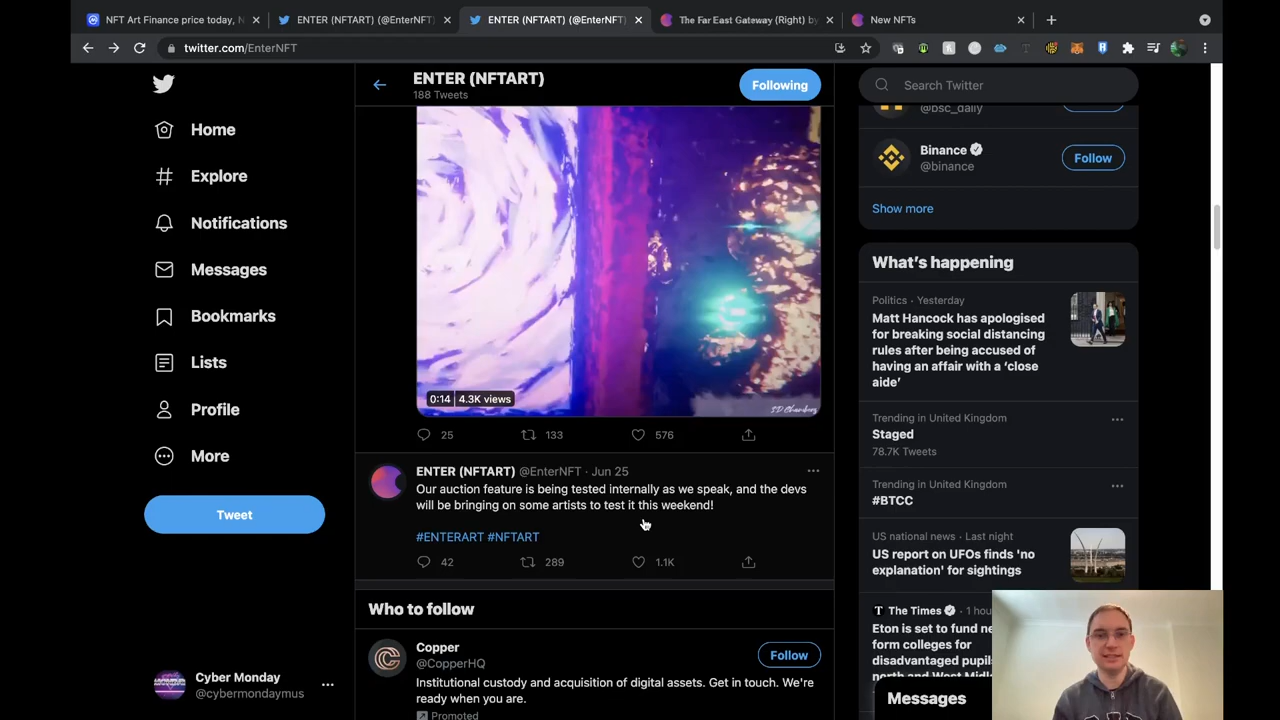 NFT Art Finance price today, N
ENTER (NFTART) (@EnterNFT)
ENTER (NFTART) (@EnterNFT)
The Far East Gateway (Right) by
New NFTs
twitter.com/EnterNFT
Home
Explore
Notifications
Messages
Bookmarks
Lists
Profile
More
Tweet
Cyber Monday
@cybermondaymus
ENTER (NFTART)
188 Tweets
Following
0:14 4.3K views
25 133 576
ENTER (NFTART) @EnterNFT · Jun 25
Our auction feature is being tested internally as we speak, and the devs
will be bringing on some artists to test it this weekend!
#ENTERART #NFTART
42 289 1.1K
Who to follow
Copper
@CopperHQ
Follow
Institutional custody and acquisition of digital assets. Get in touch. We're
ready when you are.
Promoted
Search Twitter
@bsc_daily
Binance
@binance
Follow
Show more
What's happening
Politics · Yesterday
Matt Hancock has apologised
for breaking social distancing
rules after being accused of
having an affair with a 'close
aide'
Trending in United Kingdom
Staged
78.7K Tweets
Trending in United Kingdom
#BTCC
US national news · Last night
US report on UFOs finds 'no
explanation' for sightings
The Times · 1 hou
Eton is set to fund ne
form colleges for
disadvantaged pupil
north and West Midl
Messages